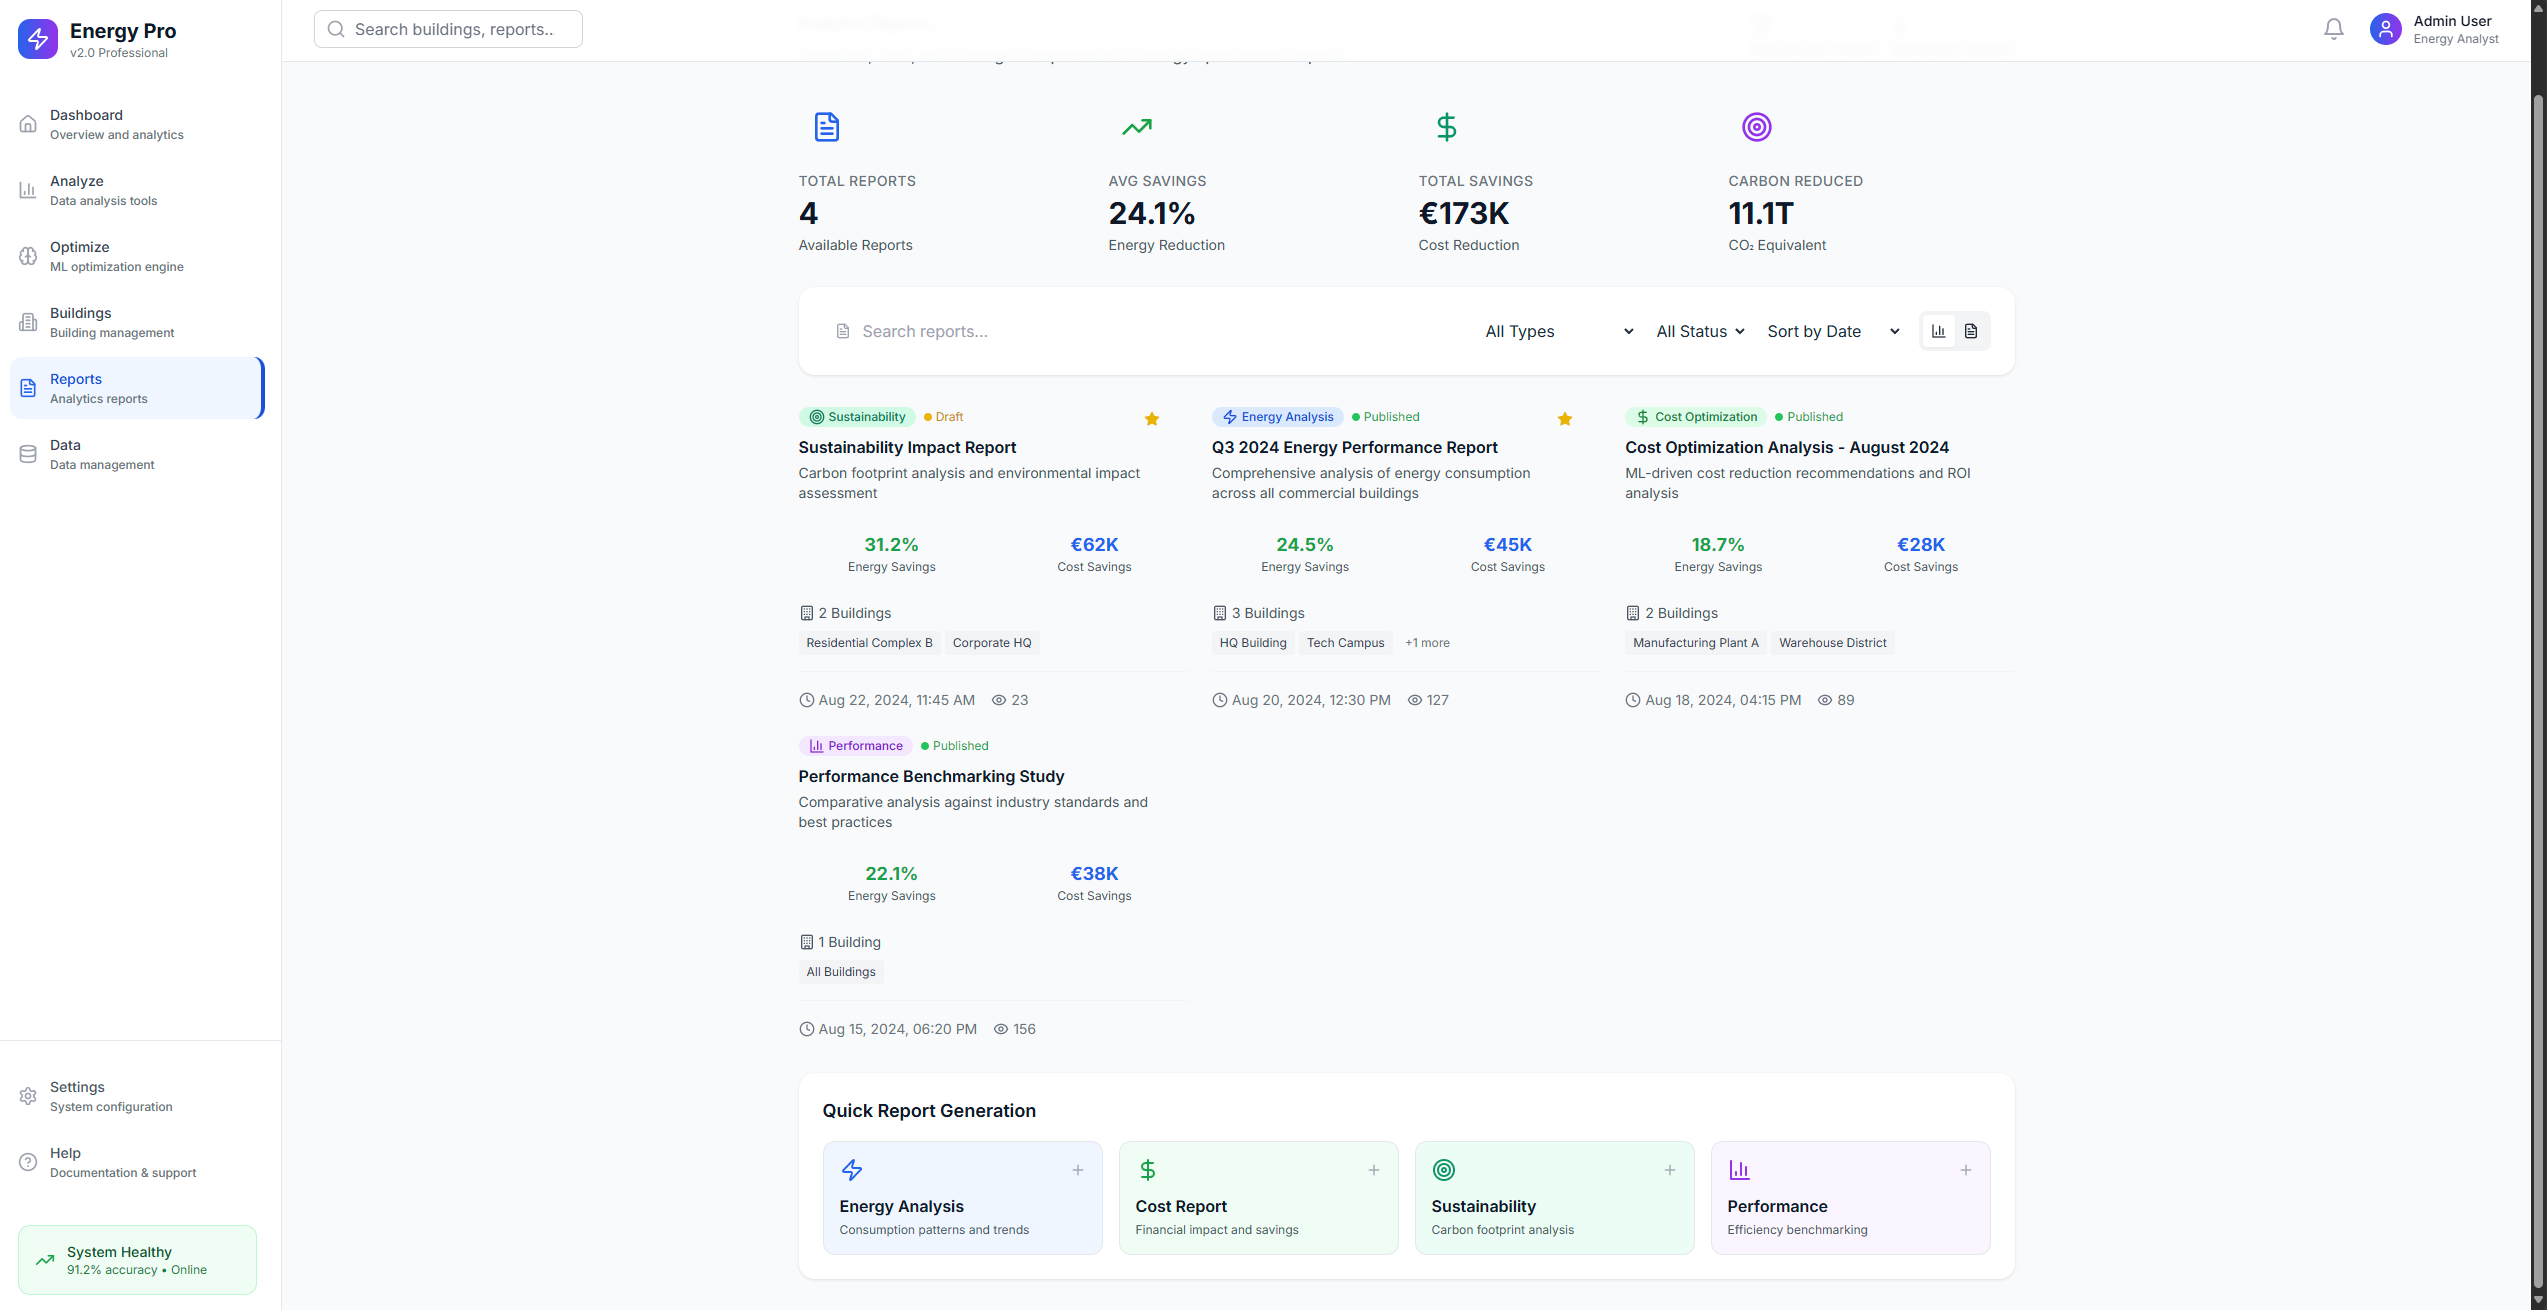 Energy Pro
v2.0 Professional
Search buildings, reports...
Admin User
Energy Analyst
Dashboard
Overview and analytics
Analyze
Data analysis tools
Optimize
ML optimization engine
Buildings
Building management
Reports
Analytics reports
Data
Data management
Settings
System configuration
Help
Documentation & support
System Healthy
91.2% accuracy • Online
TOTAL REPORTS
4
Available Reports
AVG SAVINGS
24.1%
Energy Reduction
TOTAL SAVINGS
€173K
Cost Reduction
CARBON REDUCED
11.1T
CO₂ Equivalent
Search reports...
All Types
All Status
Sort by Date
Sustainability
Draft
Sustainability Impact Report
Carbon footprint analysis and environmental impact
assessment
31.2%
Energy Savings
€62K
Cost Savings
2 Buildings
Residential Complex B
Corporate HQ
Aug 22, 2024, 11:45 AM
23
Energy Analysis
Published
Q3 2024 Energy Performance Report
Comprehensive analysis of energy consumption
across all commercial buildings
24.5%
Energy Savings
€45K
Cost Savings
3 Buildings
HQ Building
Tech Campus
+1 more
Aug 20, 2024, 12:30 PM
127
Cost Optimization
Published
Cost Optimization Analysis - August 2024
ML-driven cost reduction recommendations and ROI
analysis
18.7%
Energy Savings
€28K
Cost Savings
2 Buildings
Manufacturing Plant A
Warehouse District
Aug 18, 2024, 04:15 PM
89
Performance
Published
Performance Benchmarking Study
Comparative analysis against industry standards and
best practices
22.1%
Energy Savings
€38K
Cost Savings
1 Building
All Buildings
Aug 15, 2024, 06:20 PM
156
Quick Report Generation
Energy Analysis
Consumption patterns and trends
Cost Report
Financial impact and savings
Sustainability
Carbon footprint analysis
Performance
Efficiency benchmarking